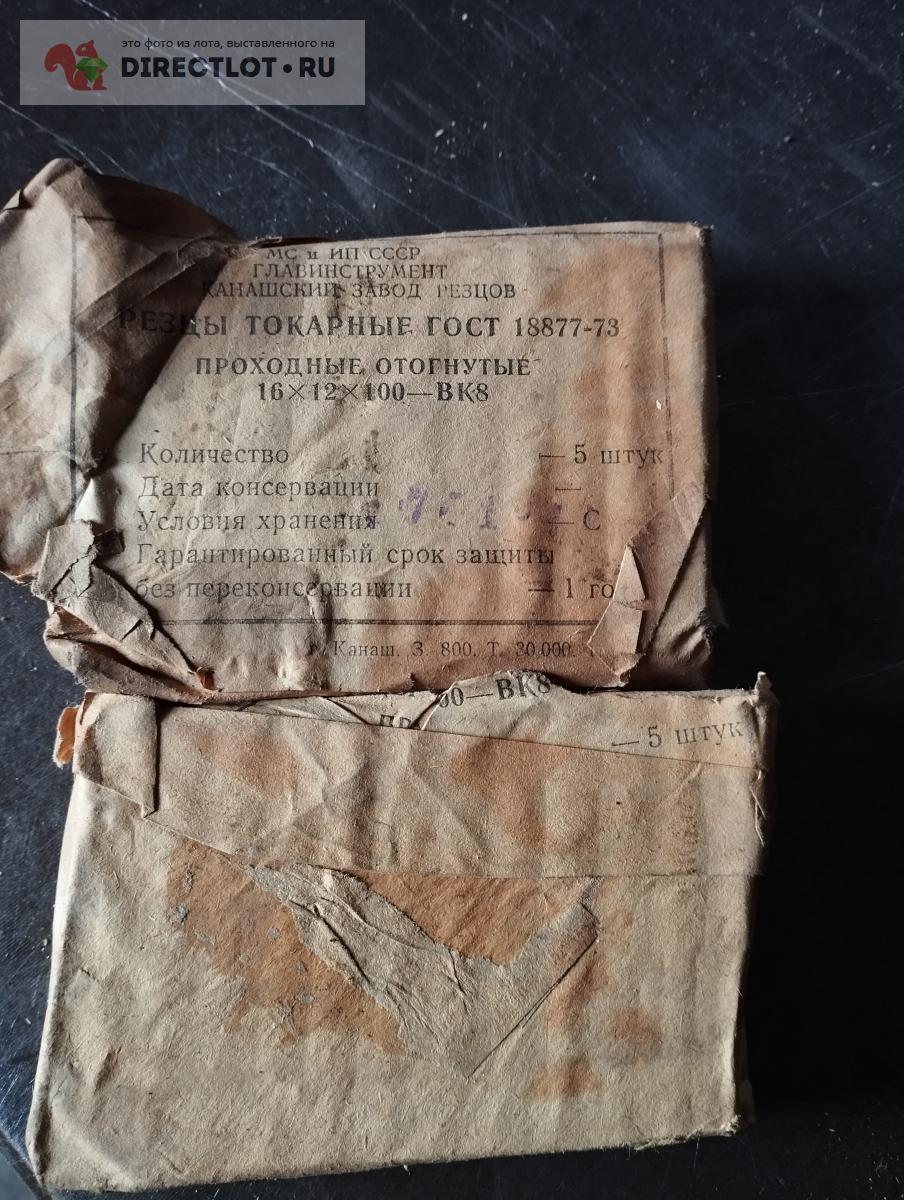 это фото из лота, выставленного на
DIRECTLOT•RU
МС и ИП СССР
ГЛАВИНСТРУМЕНТ
КАНАШСКИЙ ЗАВОД РЕЗЦОВ
РЕЗЦЫ ТОКАРНЫЕ ГОСТ 18877-73
ПРОХОДНЫЕ ОТОГНУТЫЕ
16×12×100—ВК8
Количество — 5 штук
Дата консервации —
Условия хранения — С
Гарантированный срок защиты
без переконсервации — 1 го
г. Канаш. З 800. Т. 30.000.
00—ВК8
— 5 штук